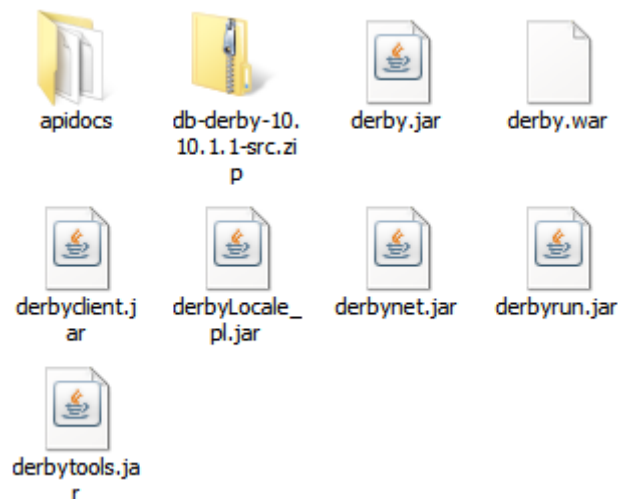 apidocs
db-derby-10.
10.1.1-src.zi
p
derby.jar
derby.war
derbyclient.j
ar
derbyLocale_
pl.jar
derbynet.jar
derbyrun.jar
derbytools.ja
r